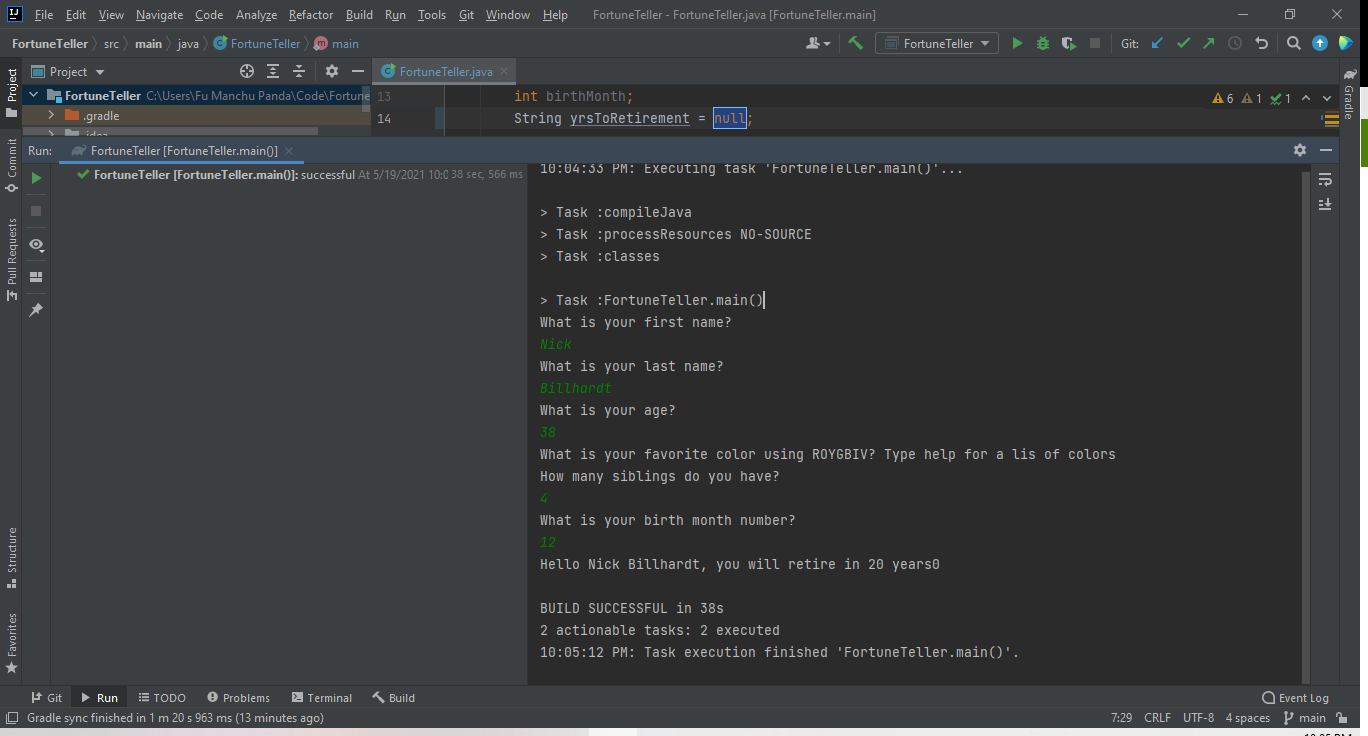 File Edit View Navigate Code Analyze Refactor Build Run Tools Git Window Help FortuneTeller - FortuneTeller.java [FortuneTeller.main]
FortuneTeller src main java FortuneTeller main FortuneTeller Git:
Project FortuneTeller.java
FortuneTeller C:\Users\Fu Manchu Panda\Code\Fortune 13 int birthMonth; 6 1 1
.gradle 14 String yrsToRetirement = null;
.idea
Run: FortuneTeller [FortuneTeller.main()]
FortuneTeller [FortuneTeller.main()]: successful At 5/19/2021 10:0 38 sec, 566 ms
10:04:33 PM: Executing task 'FortuneTeller.main()'...
> Task :compileJava
> Task :processResources NO-SOURCE
> Task :classes
> Task :FortuneTeller.main()
What is your first name?
Nick
What is your last name?
Billhardt
What is your age?
38
What is your favorite color using ROYGBIV? Type help for a lis of colors
How many siblings do you have?
4
What is your birth month number?
12
Hello Nick Billhardt, you will retire in 20 years0
BUILD SUCCESSFUL in 38s
2 actionable tasks: 2 executed
10:05:12 PM: Task execution finished 'FortuneTeller.main()'.
Project
Commit
Pull Requests
Structure
Favorites
Gradle
Git Run TODO Problems Terminal Build Event Log
Gradle sync finished in 1 m 20 s 963 ms (13 minutes ago) 7:29 CRLF UTF-8 4 spaces main